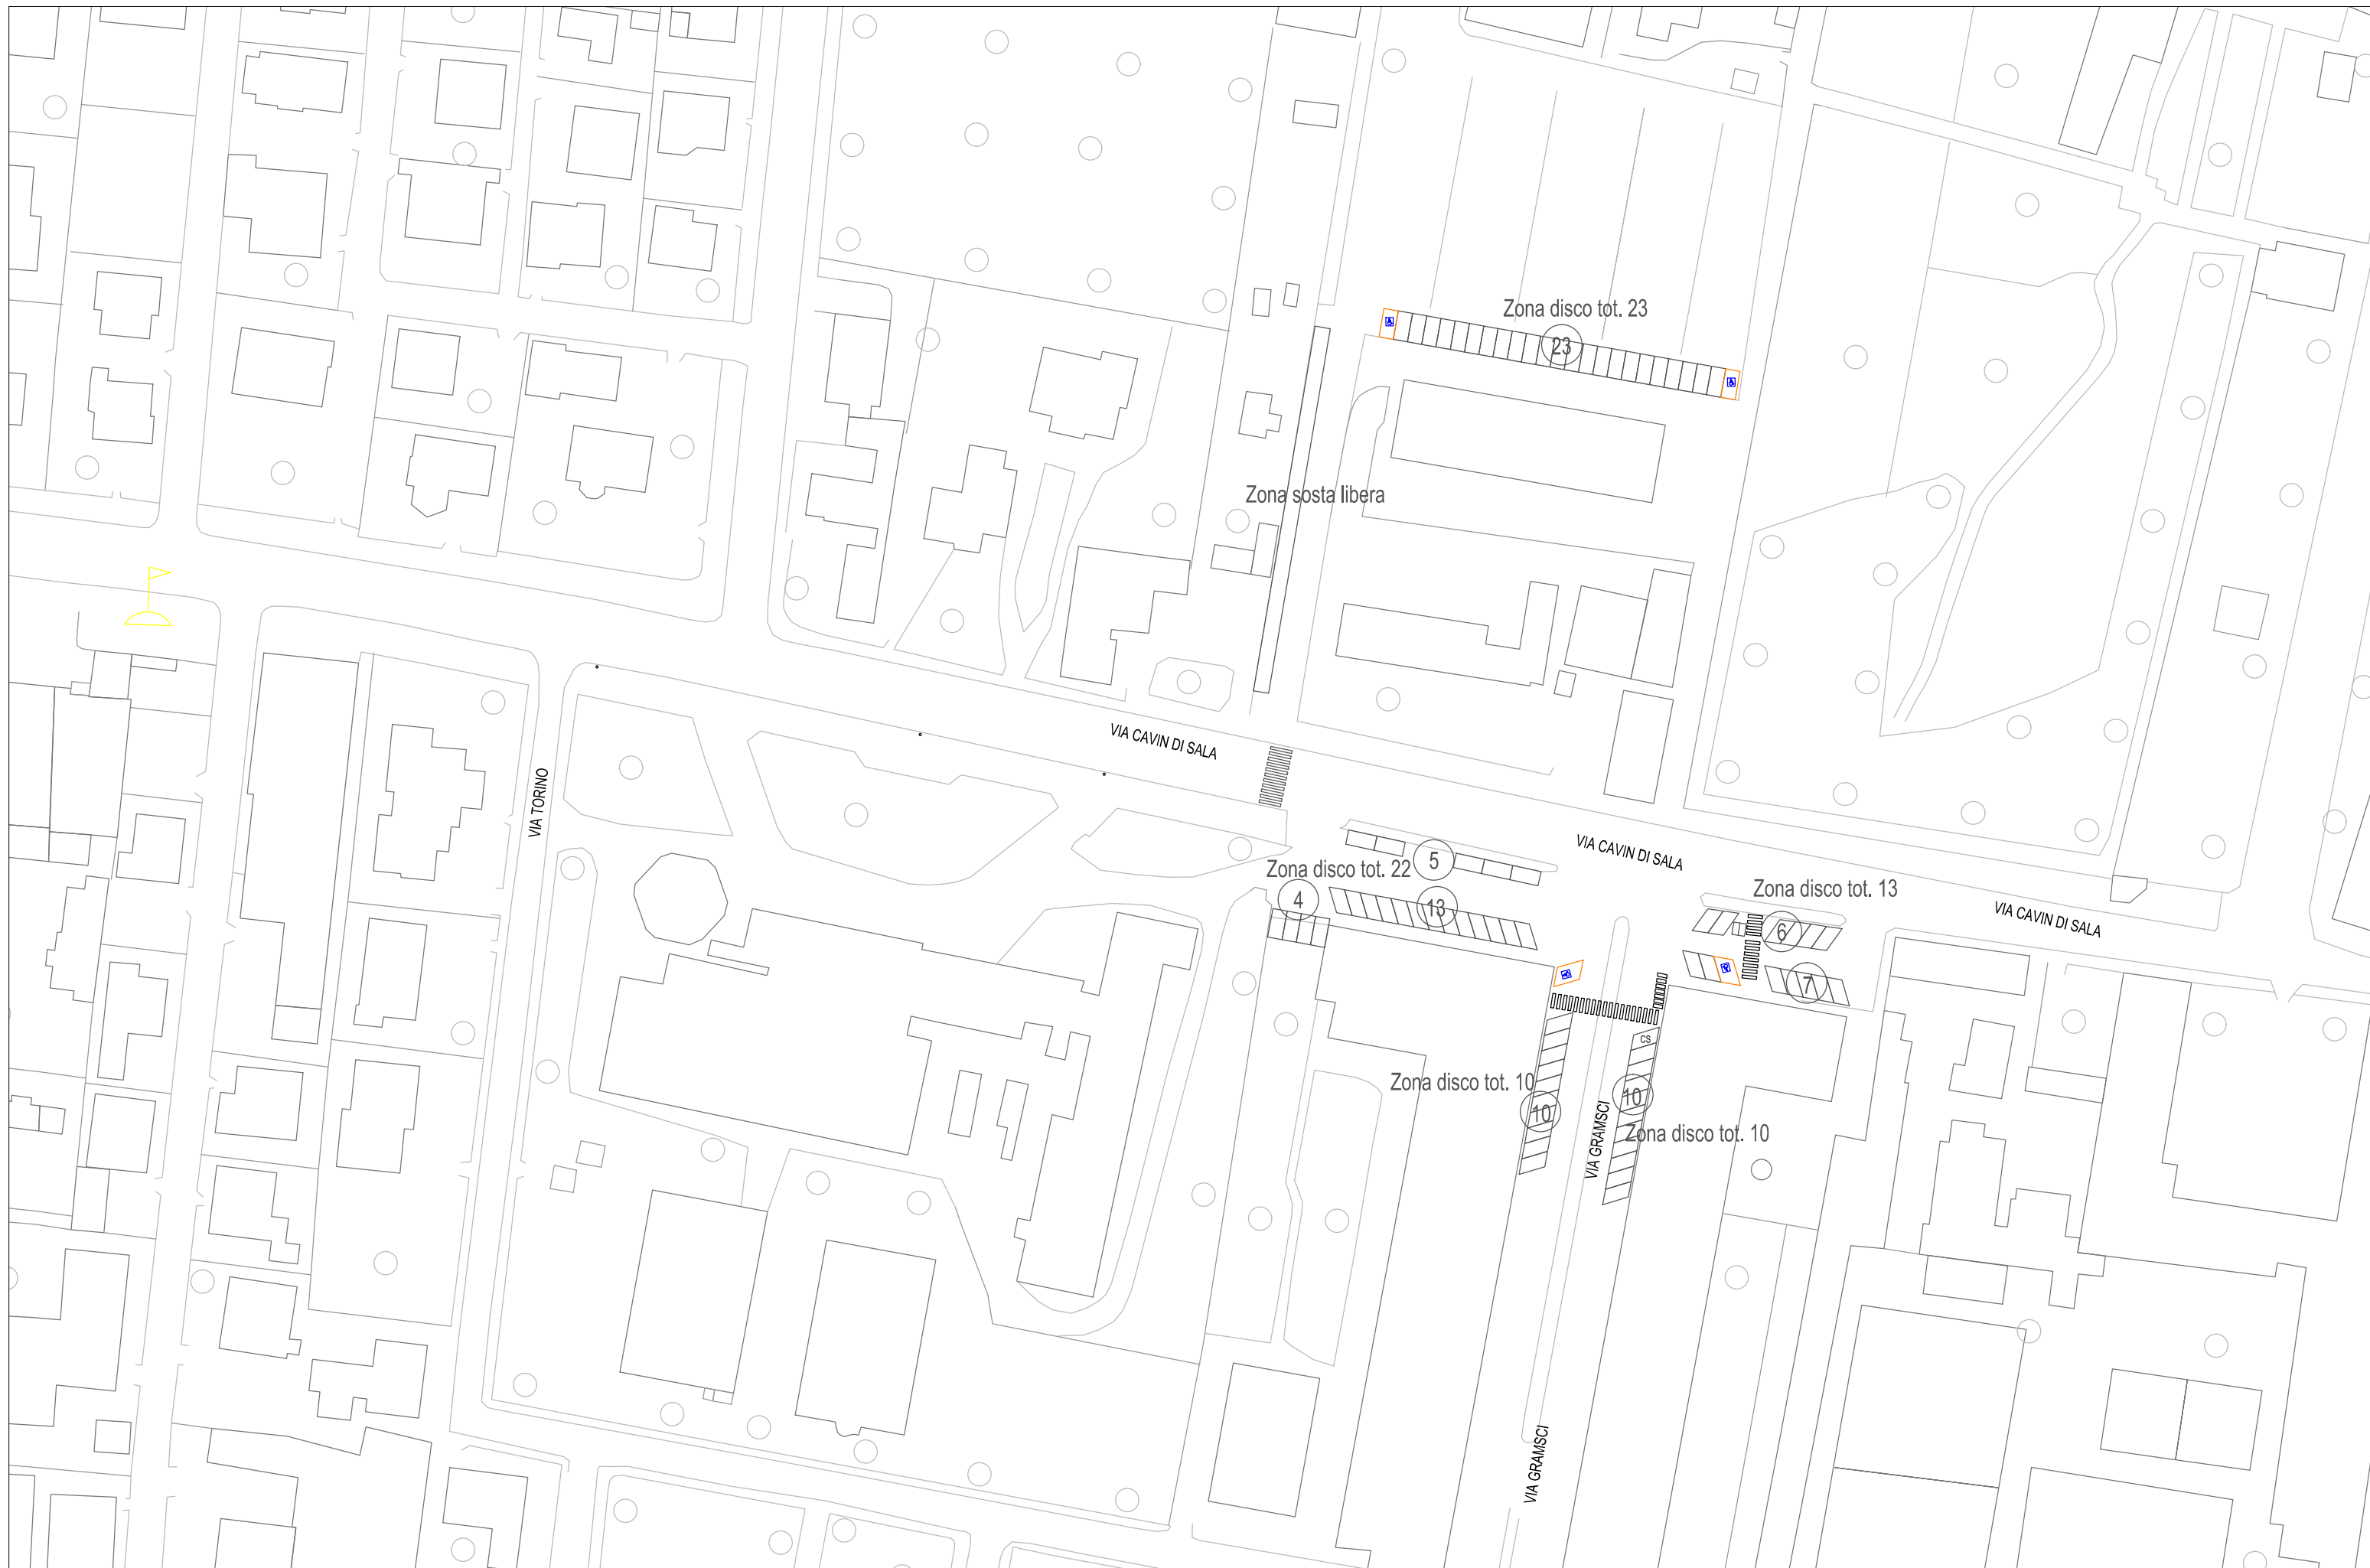 Zona disco tot. 23
23
Zona sosta libera
VIA CAVIN DI SALA
VIA TORINO
VIA CAVIN DI SALA
5
Zona disco tot. 22
4
13
Zona disco tot. 13
VIA CAVIN DI SALA
6
7
CS
Zona disco tot. 10
10
10
VIA GRAMSCI
Zona disco tot. 10
VIA GRAMSCI